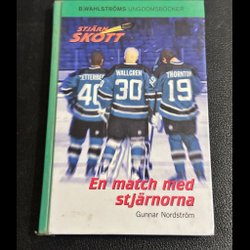 B.WAHLSTRÖMS UNGDOMSBÖCKER
STJÄRN
SKOTT
ZETTERBERG WALLGREN THORNTON
40 30 19
En match med
stjärnorna
Gunnar Nordström